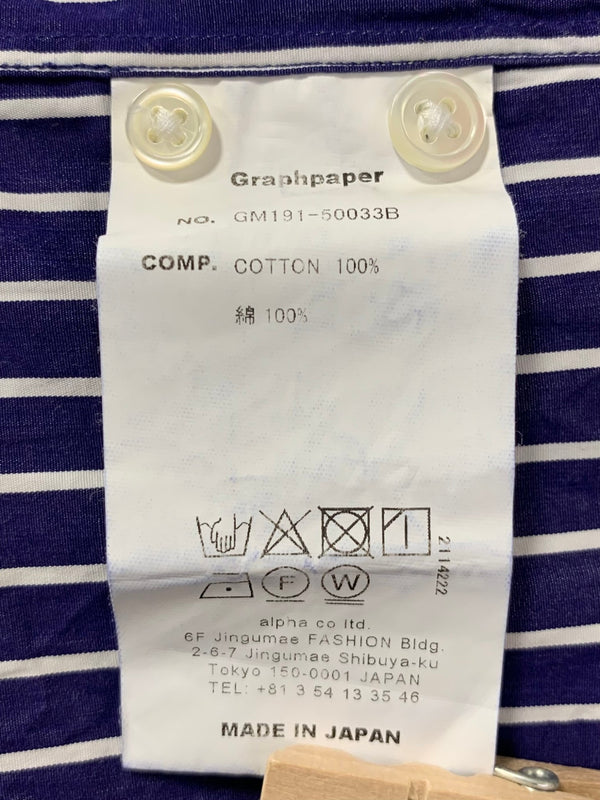 Graphpaper
NO. GM191-50033B
COMP. COTTON 100%
綿 100%
F W
2114222
alpha co ltd.
6F Jingumae FASHION Bldg.
2-6-7 Jingumae Shibuya-ku
Tokyo 150-0001 JAPAN
TEL: +81 3 54 13 35 46
MADE IN JAPAN